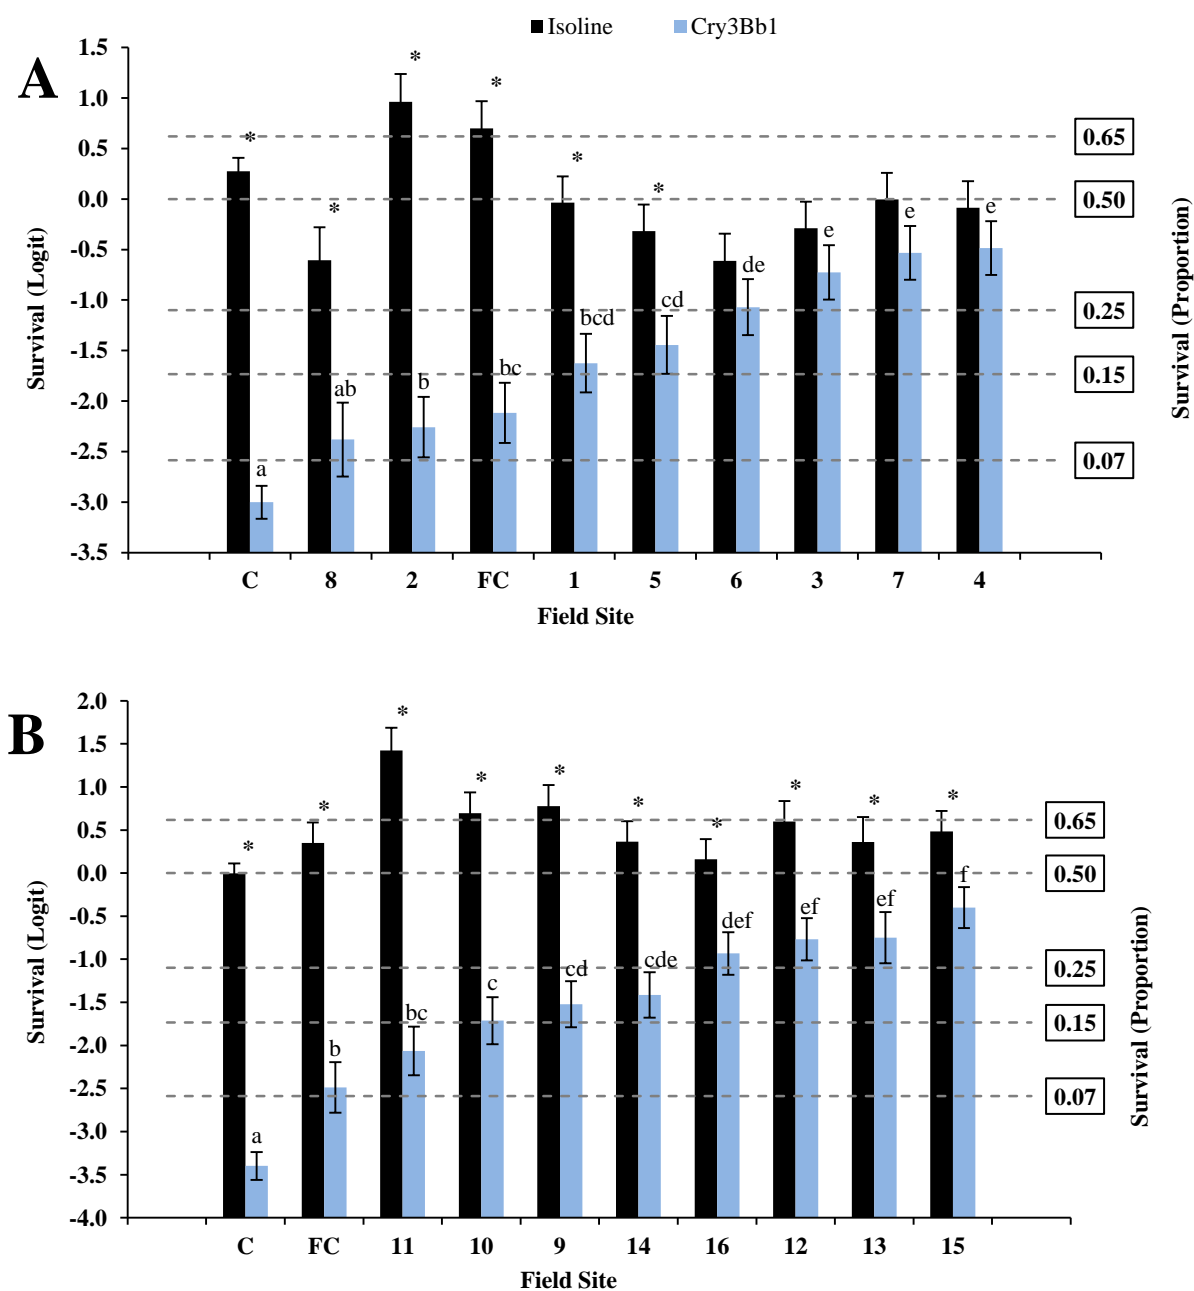 Isoline Cry3Bb1
A
1.5
1.0
0.5
0.0
-0.5
-1.0
-1.5
-2.0
-2.5
-3.0
-3.5
Survival (Logit)
* * * * * *
a ab b bc bcd cd de e e e
0.65
0.50
0.25
0.15
0.07
Survival (Proportion)
C 8 2 FC 1 5 6 3 7 4
Field Site
B
2.0
1.5
1.0
0.5
0.0
-0.5
-1.0
-1.5
-2.0
-2.5
-3.0
-3.5
-4.0
Survival (Logit)
* * * * * * * * * *
a b bc c cd cde def ef ef f
0.65
0.50
0.25
0.15
0.07
Survival (Proportion)
C FC 11 10 9 14 16 12 13 15
Field Site